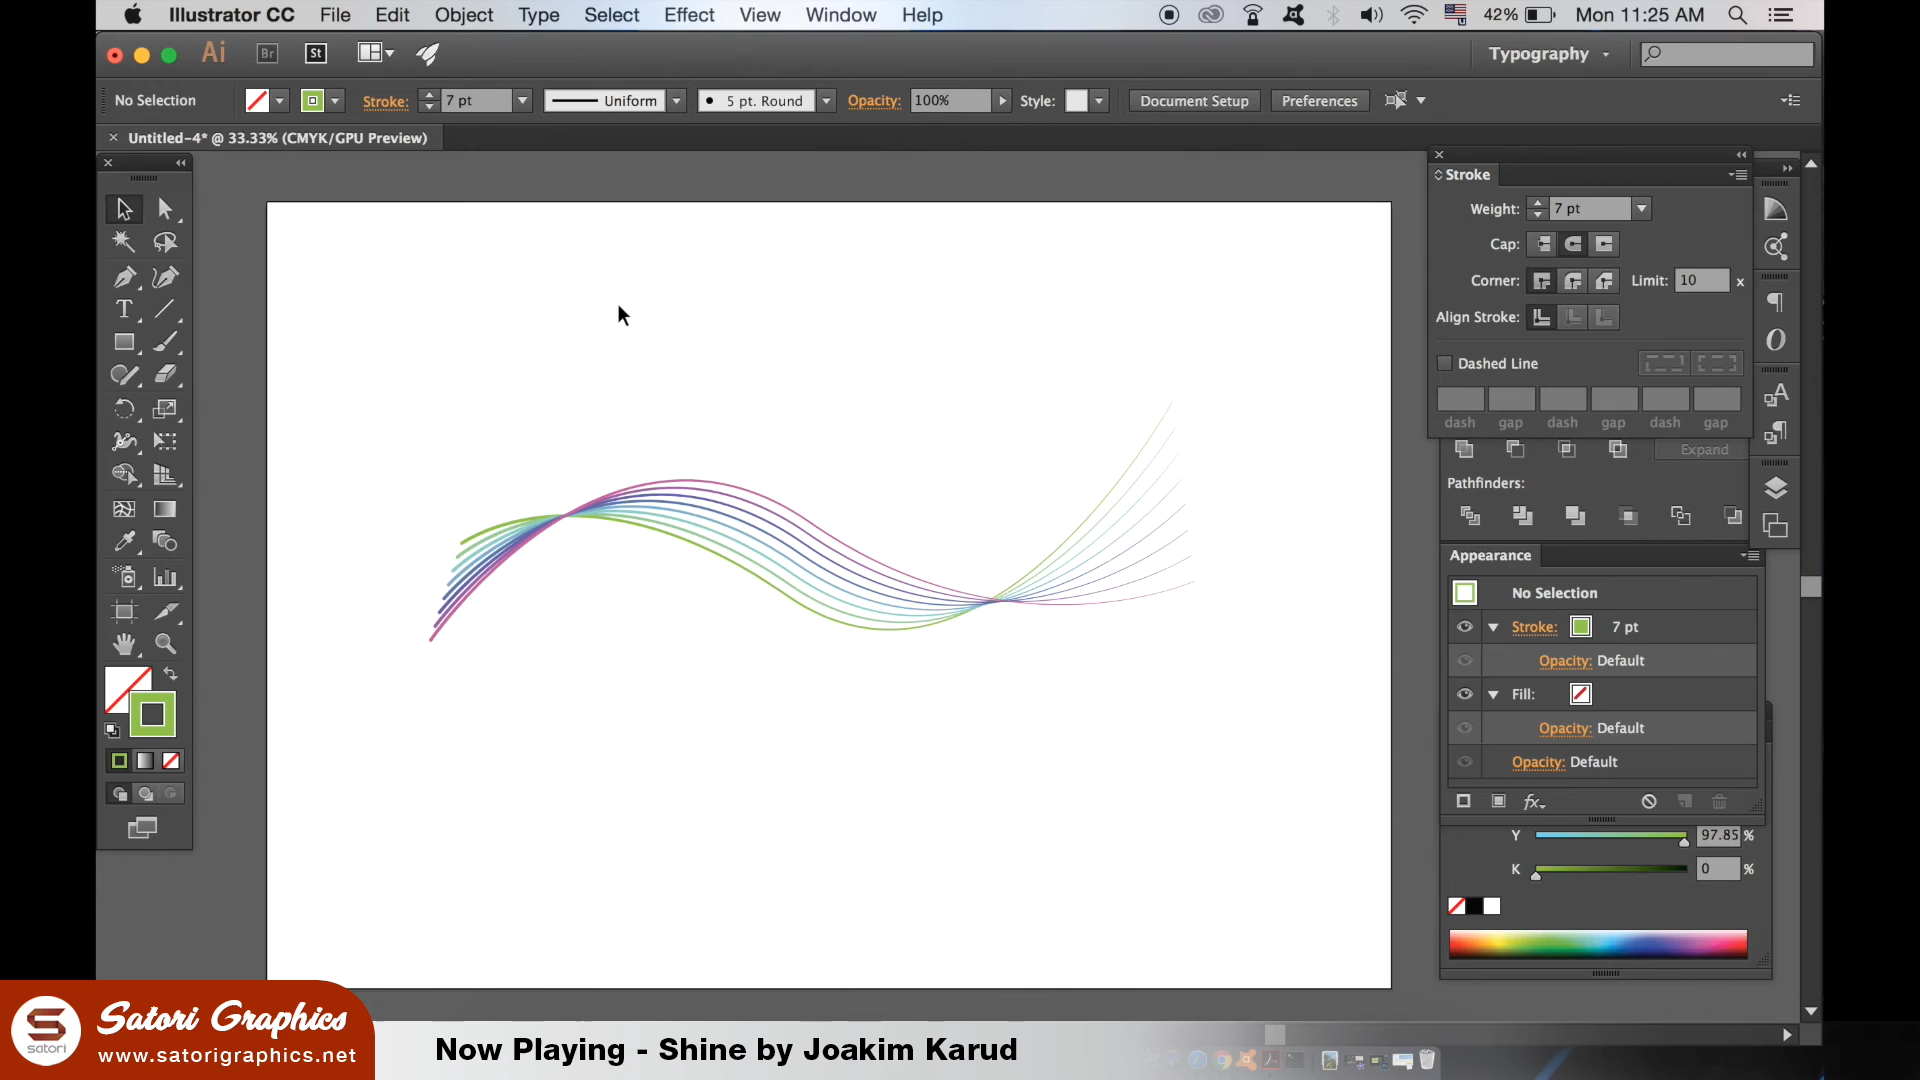 Illustrator CC File Edit Object Type Select Effect View Window Help 42% Mon 11:25 AM
Ai Br St Typography
No Selection Stroke: 7 pt Uniform 5 pt. Round Opacity: 100% Style: Document Setup Preferences
Untitled-4* @ 33.33% (CMYK/GPU Preview)
Stroke
Weight: 7 pt
Cap:
Corner: Limit: 10 x
Align Stroke:
Dashed Line
dash gap dash gap dash gap
Expand
Pathfinders:
Appearance
No Selection
Stroke: 7 pt
Opacity: Default
Fill:
Opacity: Default
Opacity: Default
fx
Y 97.85 %
K 0 %
Satori Graphics
satori
www.satorigraphics.net
Now Playing - Shine by Joakim Karud